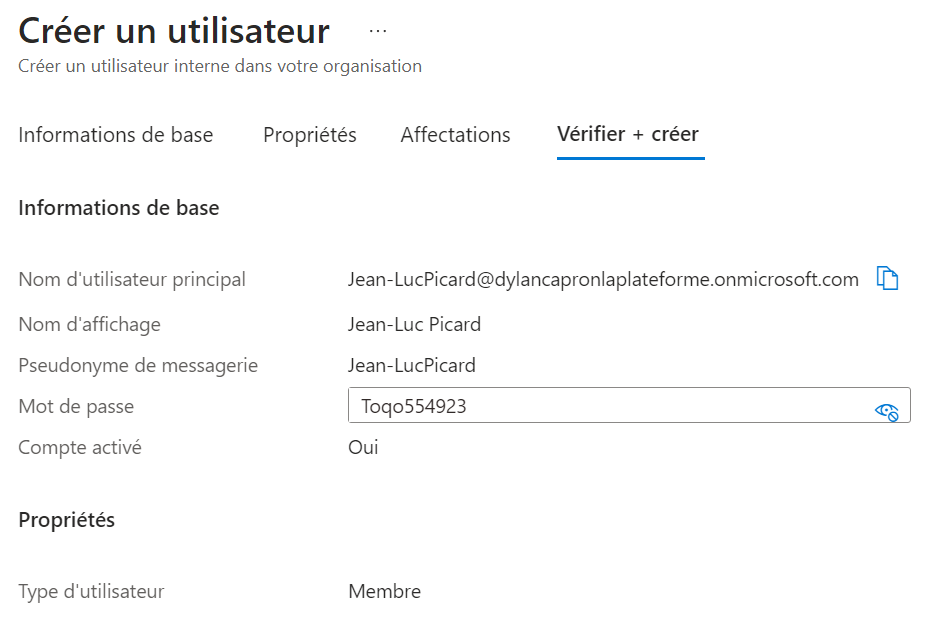 Créer un utilisateur ...
Créer un utilisateur interne dans votre organisation
Informations de base Propriétés Affectations Vérifier + créer
Informations de base
Nom d'utilisateur principal Jean-LucPicard@dylancapronlaplateforme.onmicrosoft.com
Nom d'affichage Jean-Luc Picard
Pseudonyme de messagerie Jean-LucPicard
Mot de passe Toqo554923
Compte activé Oui
Propriétés
Type d'utilisateur Membre